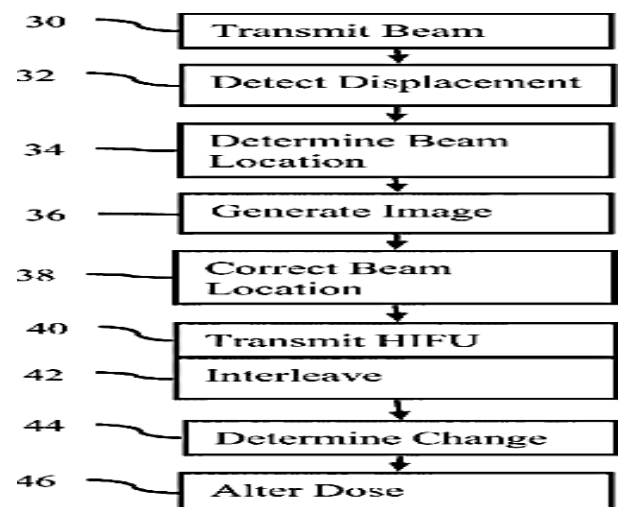 30 Transmit Beam
32 Detect Displacement
34 Determine Beam
Location
36 Generate Image
38 Correct Beam
Location
40 Transmit HIFU
42 Interleave
44 Determine Change
46 Alter Dose